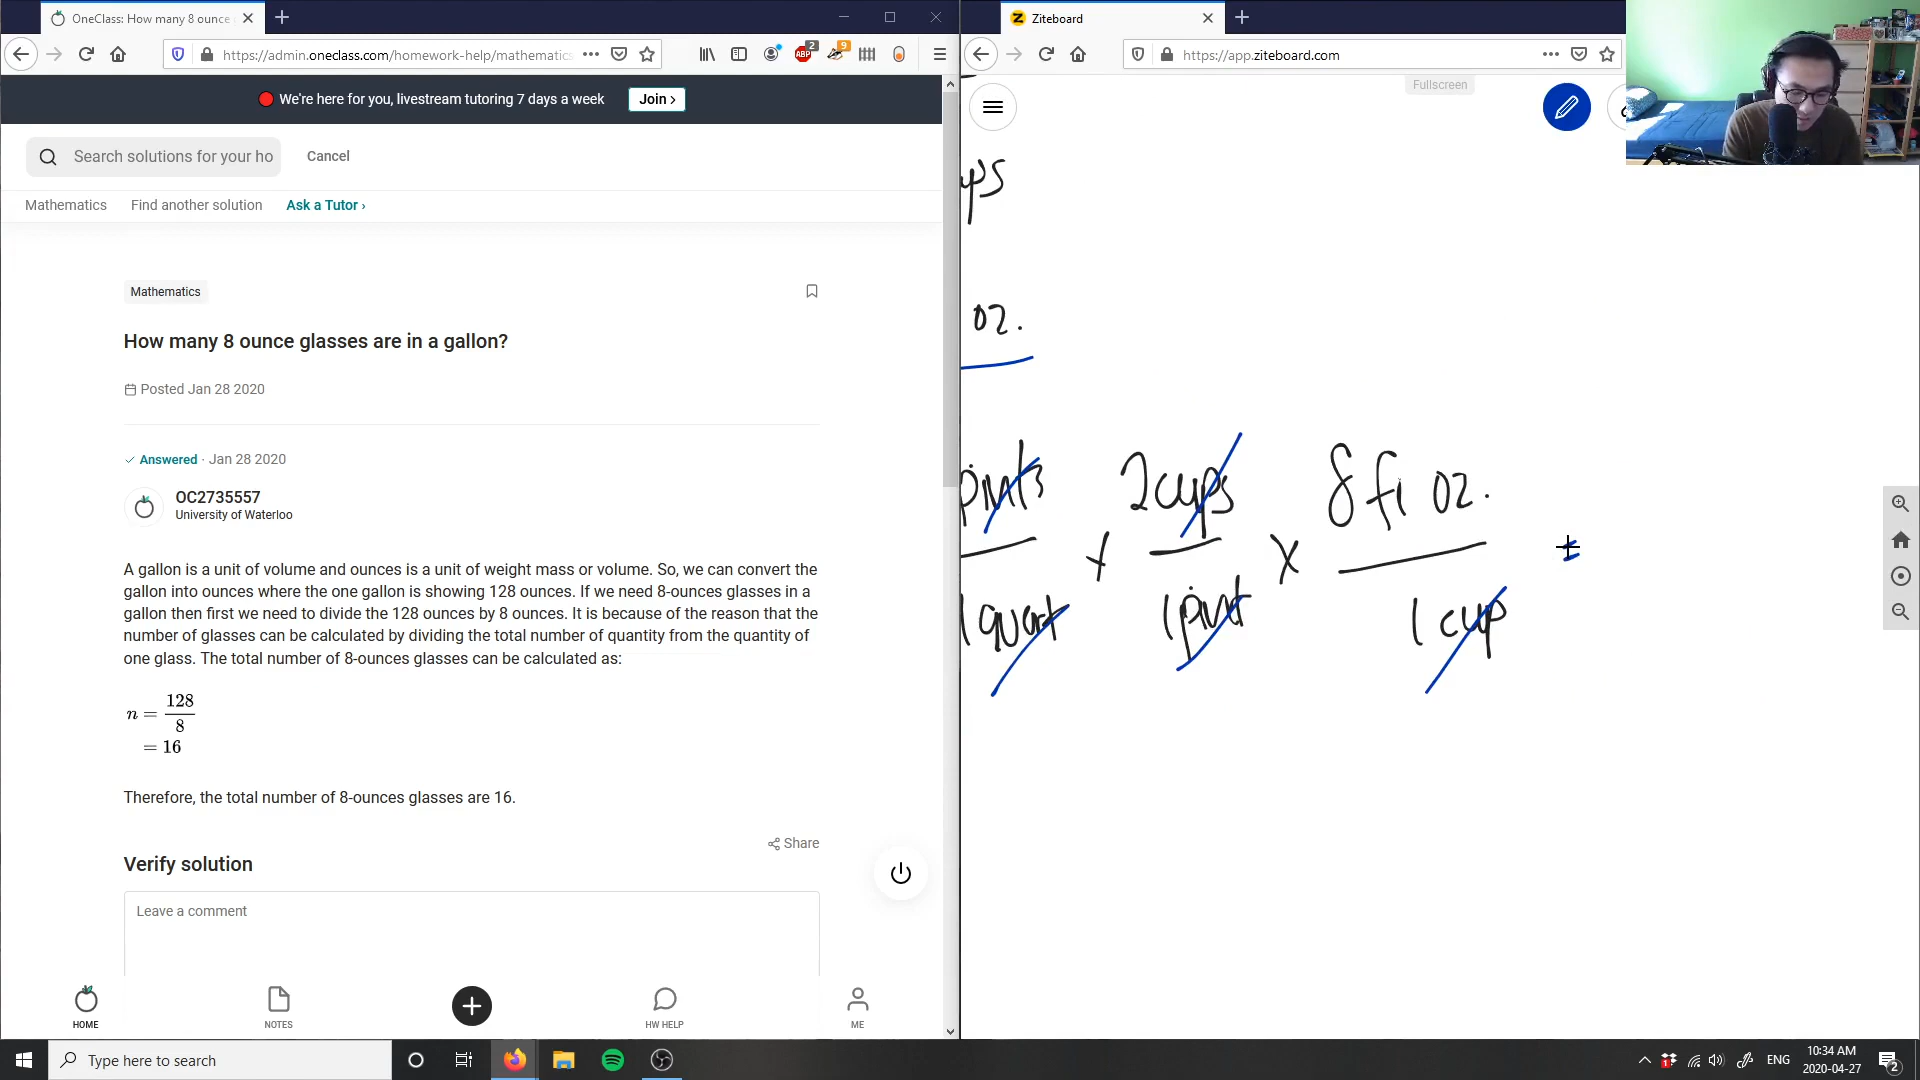 OneClass: How many 8 ounce
https://admin.oneclass.com/homework-help/mathematics
ABP
2
9
We're here for you, livestream tutoring 7 days a week
Join ›
Search solutions for your ho
Cancel
Mathematics
Find another solution
Ask a Tutor ›
Mathematics
How many 8 ounce glasses are in a gallon?
Posted Jan 28 2020
Answered · Jan 28 2020
OC2735557
University of Waterloo
A gallon is a unit of volume and ounces is a unit of weight mass or volume. So, we can convert the
gallon into ounces where the one gallon is showing 128 ounces. If we need 8-ounces glasses in a
gallon then first we need to divide the 128 ounces by 8 ounces. It is because of the reason that the
number of glasses can be calculated by dividing the total number of quantity from the quantity of
one glass. The total number of 8-ounces glasses can be calculated as:
n = 128
8
= 16
Therefore, the total number of 8-ounces glasses are 16.
Share
Verify solution
Leave a comment
HOME
NOTES
HW HELP
ME
Ziteboard
https://app.ziteboard.com
Fullscreen
ups
oz.
pints x 2cups x 8 fl oz. =
1 quart 1 pint 1 cup
Type here to search
ENG
10:34 AM
2020-04-27
2